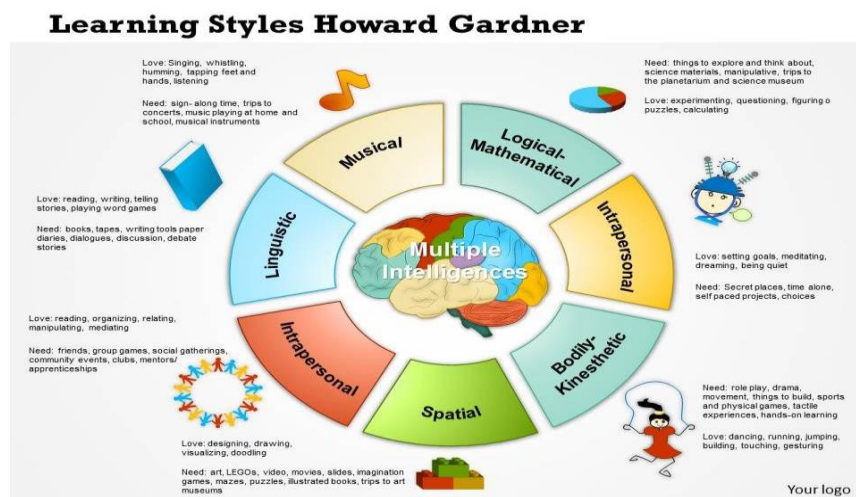 Learning Styles Howard Gardner
Love: Singing, whistling,
humming, tapping feet and
hands, listening
Need: sign- along time, trips to
concerts, music playing at home and
school, musical instruments
Need: things to explore and think about,
science materials, manipulative, trips to
the planetarium and science museum
Love: experimenting, questioning, figuring o
puzzles, calculating
Musical
Logical-
Mathematical
Love: reading, writing, telling
stories, playing word games
Need: books, tapes, writing tools paper
diaries, dialogues, discussion, debate
stories
Linguistic
Multiple
Intelligences
Intrapersonal
Love: setting goals, meditating,
dreaming, being quiet
Need: Secret places, time alone,
self paced projects, choices
Love: reading, organizing, relating,
manipulating, mediating
Need: friends, group games, social gatherings,
community events, clubs, mentors/
apprenticeships
Intrapersonal
Spatial
Bodily-
Kinesthetic
Need: role play, drama,
movement, things to build, sports
and physical games, tactile
experiences, hands-on learning
Love: dancing, running, jumping,
building, touching, gesturing
Love: designing, drawing,
visualizing, doodling
Need: art, LEGOs, video, movies, slides, imagination
games, mazes, puzzles, illustrated books, trips to art
museums
Your logo